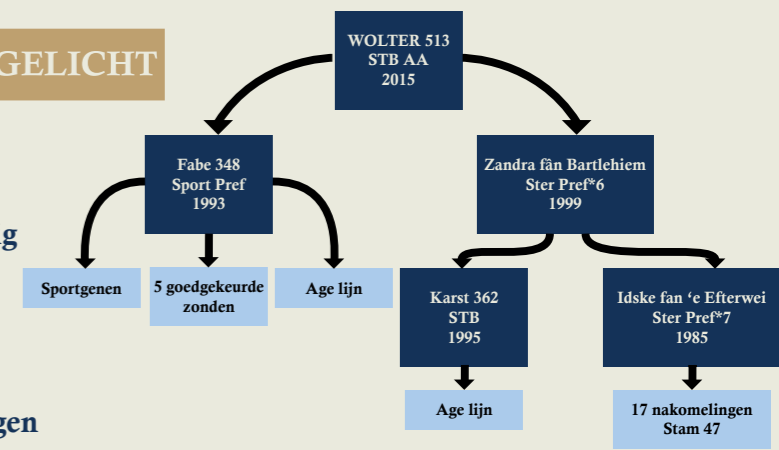 GELICHT
WOLTER 513
STB AA
2015
Fabe 348
Sport Pref
1993
Zandra fân Bartlehiem
Ster Pref*6
1999
Sportgenen
5 goedgekeurde
zonden
Age lijn
Karst 362
STB
1995
Idske fan ‘e Efterwei
Ster Pref*7
1985
Age lijn
17 nakomelingen
Stam 47
gen